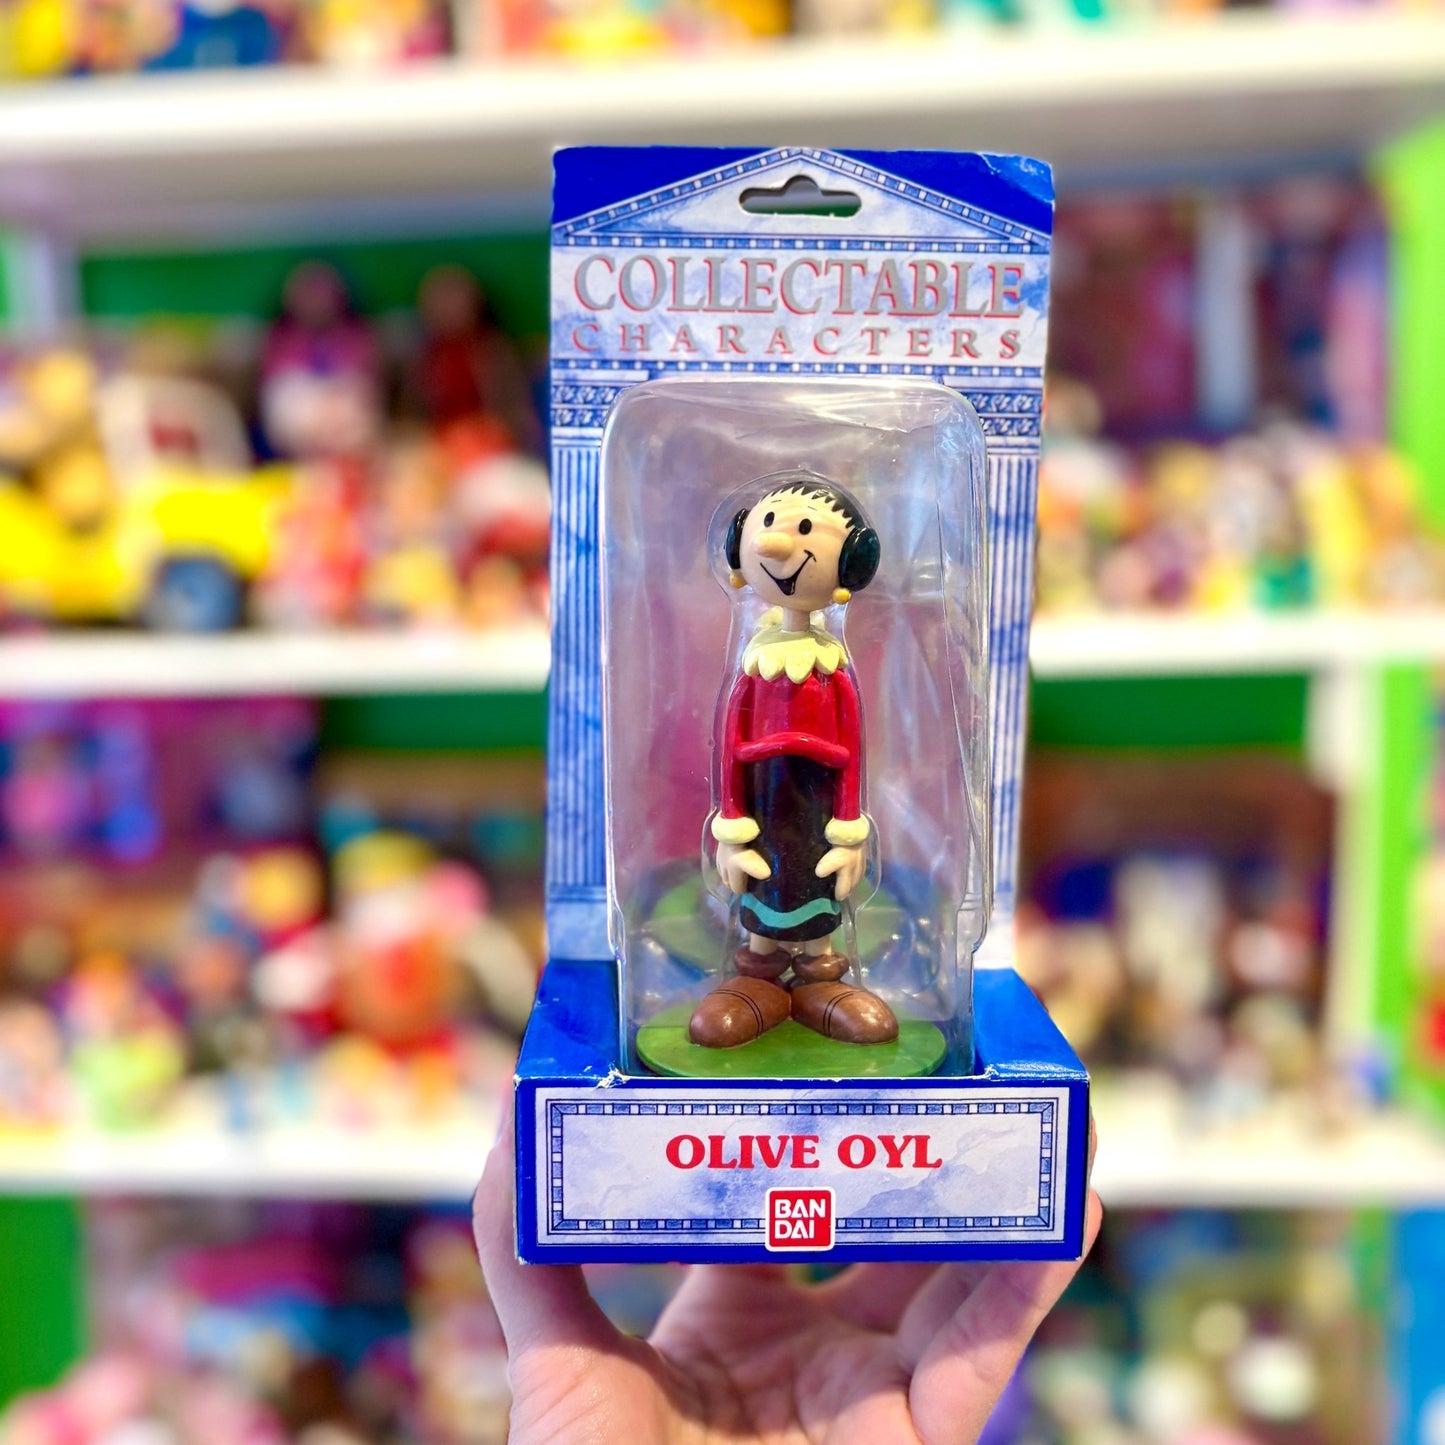 COLLECTABLE
CHARACTERS
OLIVE OYL
BAN
DAI